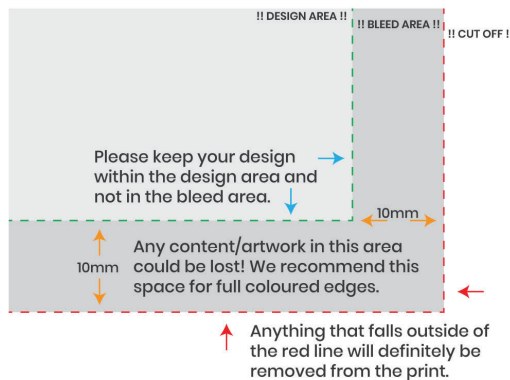 !! DESIGN AREA !!
!! BLEED AREA !!
!! CUT OFF !
Please keep your design
within the design area and
not in the bleed area.
10mm
Any content/artwork in this area
10mm
could be lost! We recommend this
space for full coloured edges.
Anything that falls outside of
the red line will definitely be
removed from the print.